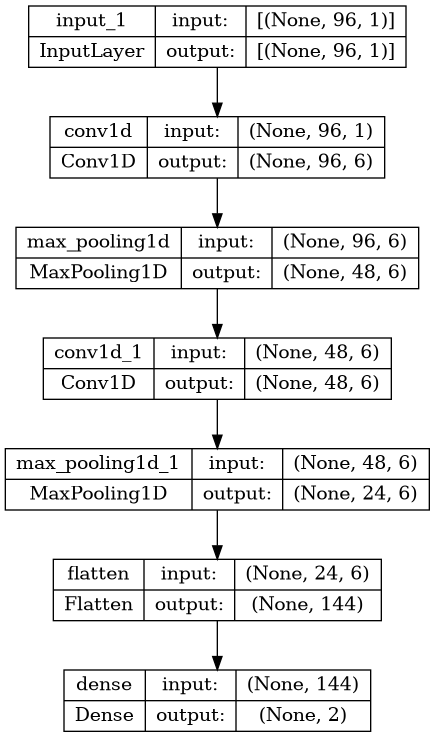 input_1 input: [(None, 96, 1)]
InputLayer output: [(None, 96, 1)]
conv1d input: (None, 96, 1)
Conv1D output: (None, 96, 6)
max_pooling1d input: (None, 96, 6)
MaxPooling1D output: (None, 48, 6)
conv1d_1 input: (None, 48, 6)
Conv1D output: (None, 48, 6)
max_pooling1d_1 input: (None, 48, 6)
MaxPooling1D output: (None, 24, 6)
flatten input: (None, 24, 6)
Flatten output: (None, 144)
dense input: (None, 144)
Dense output: (None, 2)